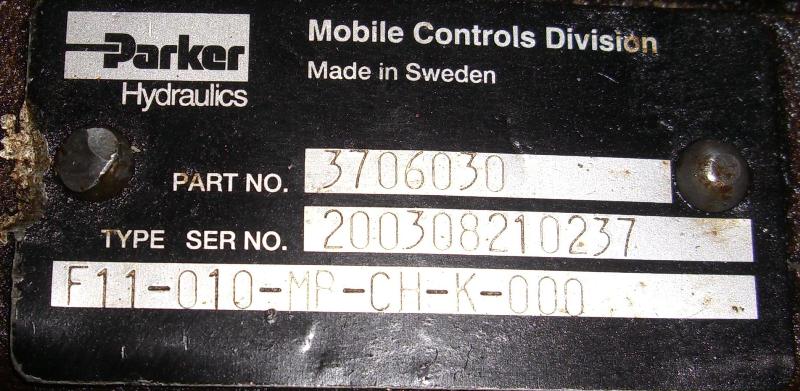 Parker
Hydraulics
Mobile Controls Division
Made in Sweden
PART NO. 3706030
TYPE SER NO. 200308210237
F11-010-MB-CH-K-000